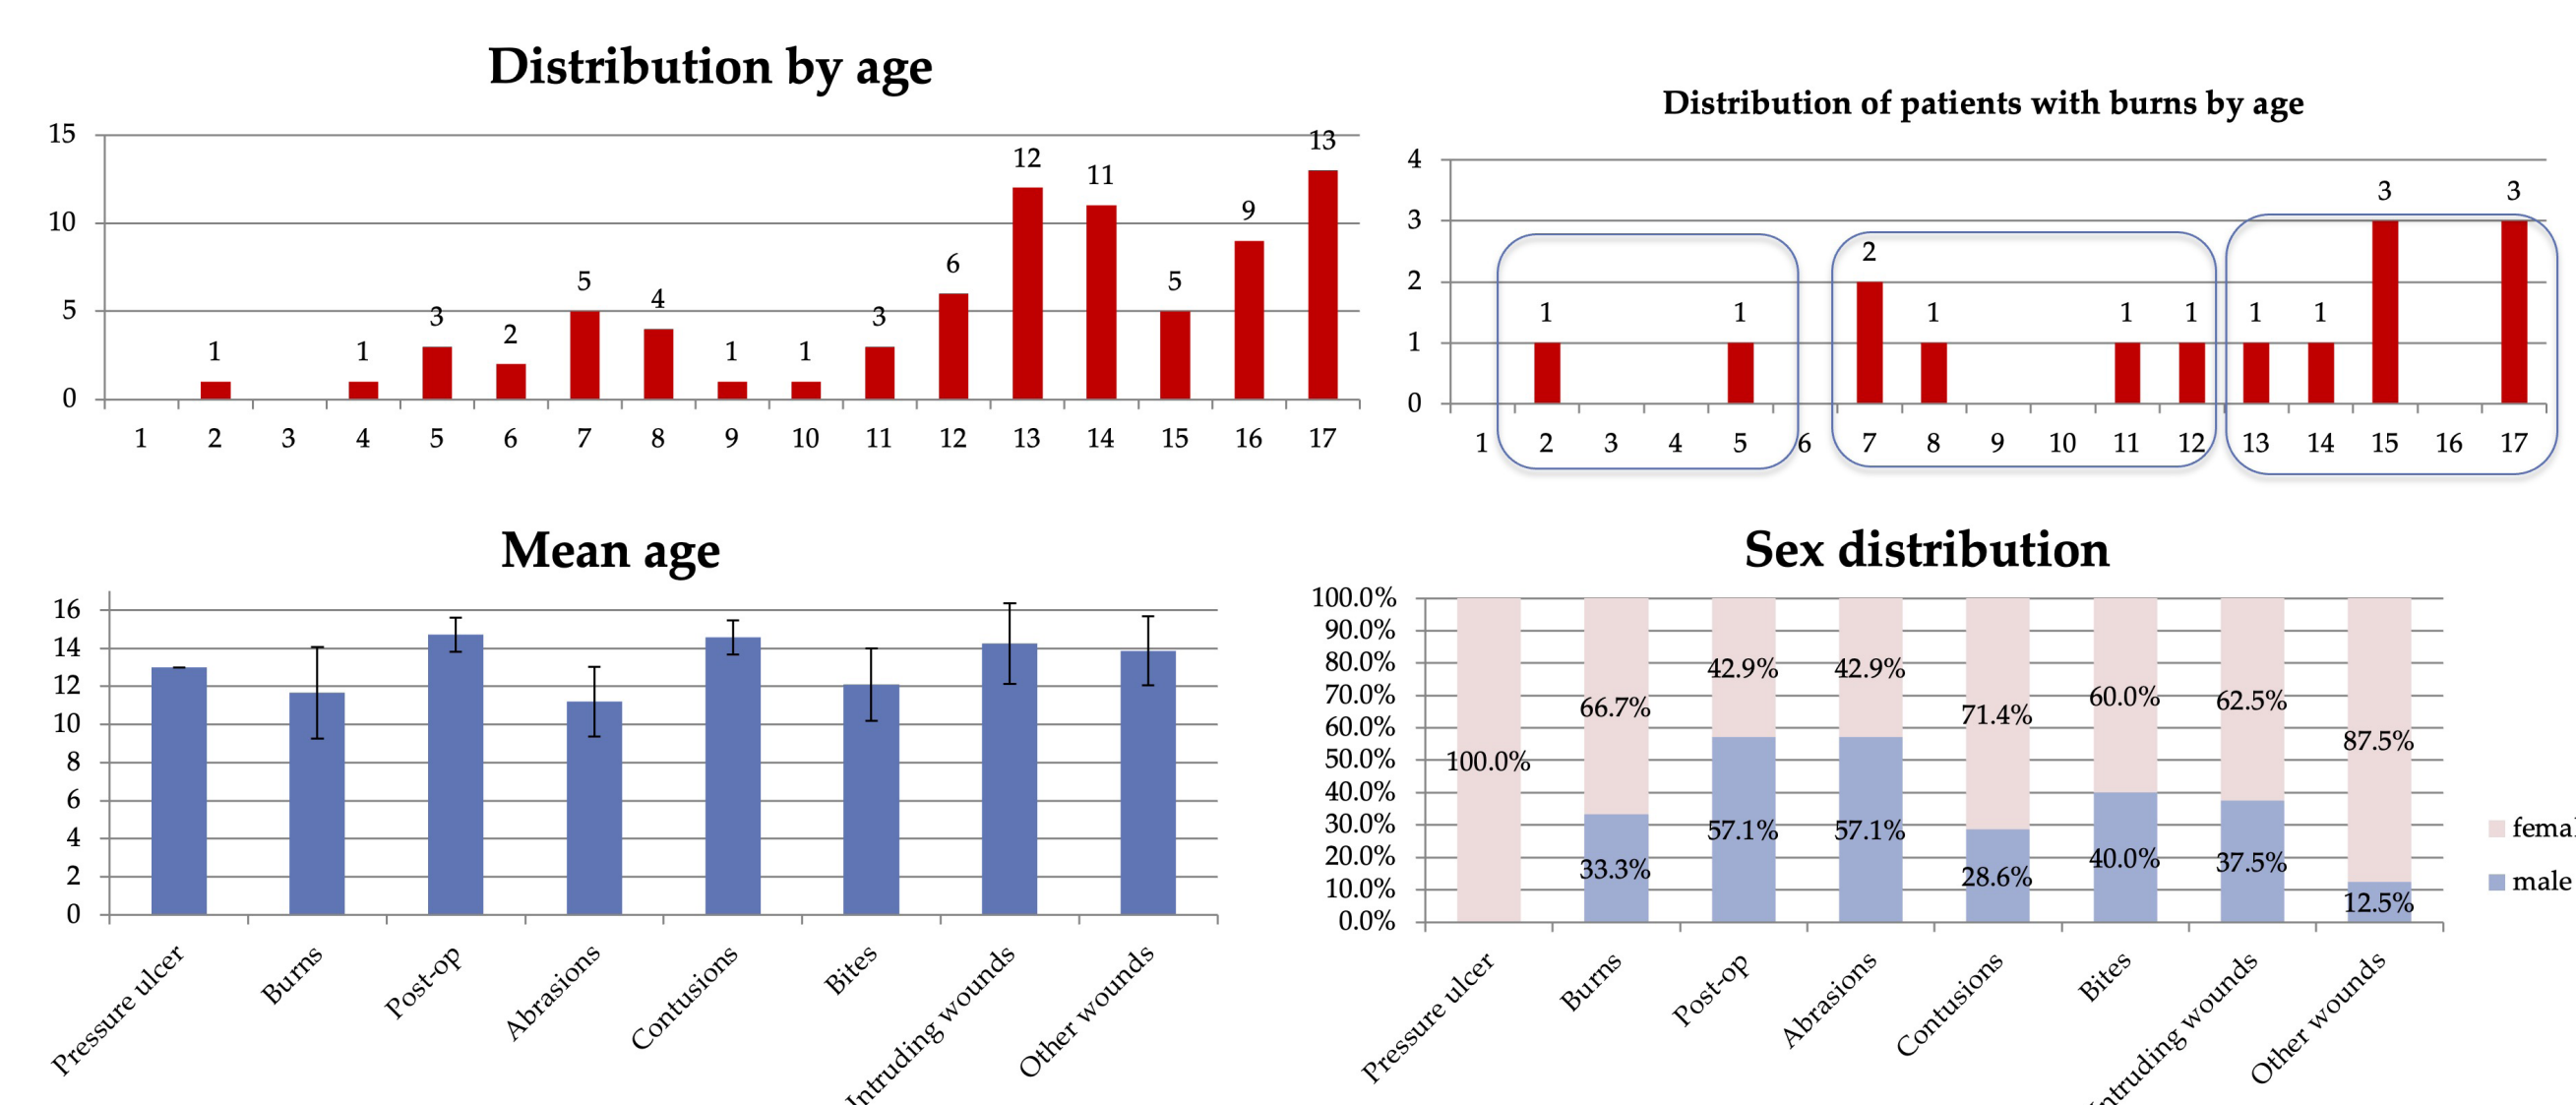 Distribution by age
15
10
5
0
1 1 3 2 5 4 1 1 3 6 12 11 5 9 13
1 2 3 4 5 6 7 8 9 10 11 12 13 14 15 16 17
Distribution of patients with burns by age
4
3
2
1
0
1 1 2 1 1 1 1 1 3 3
1 2 3 4 5 6 7 8 9 10 11 12 13 14 15 16 17
Mean age
16
14
12
10
8
6
4
2
0
Pressure ulcer
Burns
Post-op
Abrasions
Contusions
Bites
Intruding wounds
Other wounds
Sex distribution
100.0%
90.0%
80.0%
70.0%
60.0%
50.0%
40.0%
30.0%
20.0%
10.0%
0.0%
100.0% 66.7% 42.9% 42.9% 71.4% 60.0% 62.5% 87.5%
33.3% 57.1% 57.1% 28.6% 40.0% 37.5% 12.5%
Pressure ulcer
Burns
Post-op
Abrasions
Contusions
Bites
ntruding wounds
Other wounds
femal
male